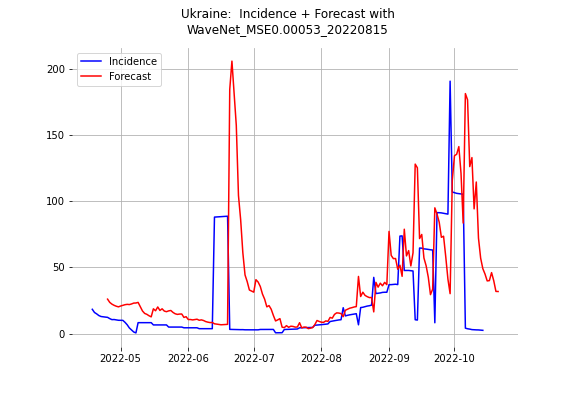 Ukraine:  Incidence + Forecast with
WaveNet_MSE0.00053_20220815
Incidence
Forecast
200
150
100
50
0
2022-05
2022-06
2022-07
2022-08
2022-09
2022-10